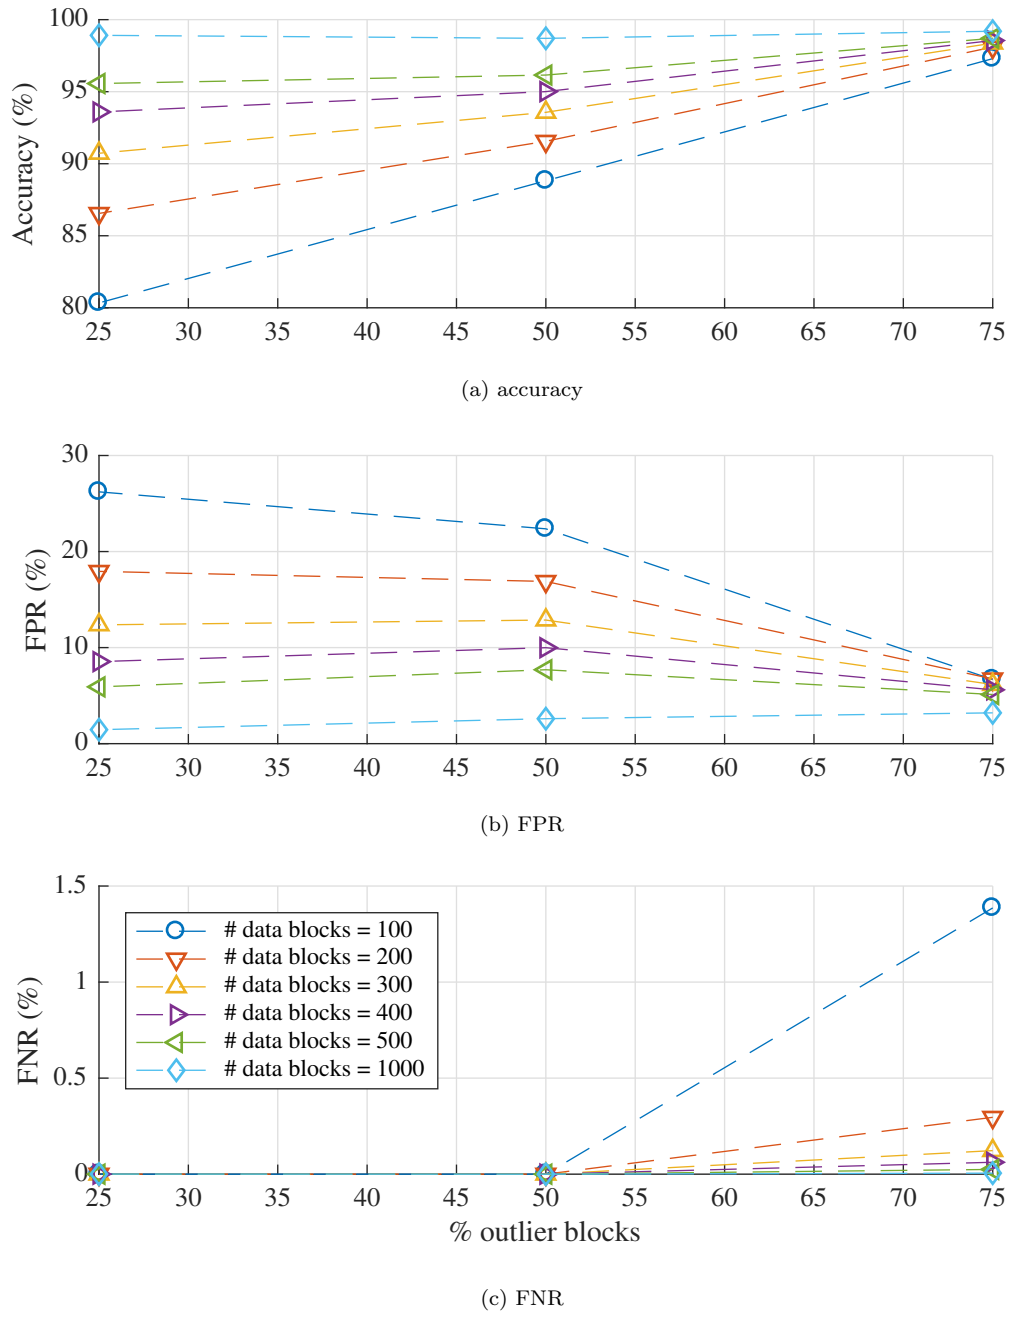 100
95
90
85
80
Accuracy (%)
25 30 35 40 45 50 55 60 65 70 75
(a) accuracy
30
20
10
0
FPR (%)
25 30 35 40 45 50 55 60 65 70 75
(b) FPR
1.5
1
0.5
0
FNR (%)
# data blocks = 100
# data blocks = 200
# data blocks = 300
# data blocks = 400
# data blocks = 500
# data blocks = 1000
25 30 35 40 45 50 55 60 65 70 75
% outlier blocks
(c) FNR